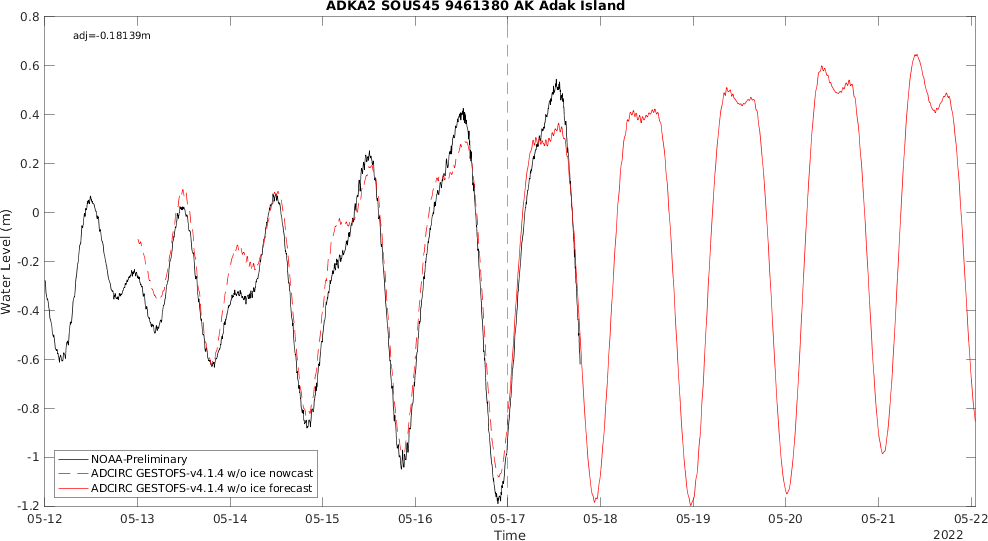 ADKA2 SOUS45 9461380 AK Adak Island
adj=-0.18139m
Water Level (m)
0.8
0.6
0.4
0.2
0
-0.2
-0.4
-0.6
-0.8
-1
-1.2
NOAA-Preliminary
ADCIRC GESTOFS-v4.1.4 w/o ice nowcast
ADCIRC GESTOFS-v4.1.4 w/o ice forecast
05-12 05-13 05-14 05-15 05-16 05-17 05-18 05-19 05-20 05-21 05-22
Time
2022